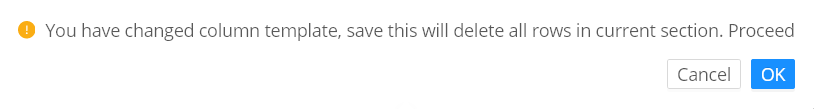 You have changed column template, save this will delete all rows in current section. Proceed
Cancel OK